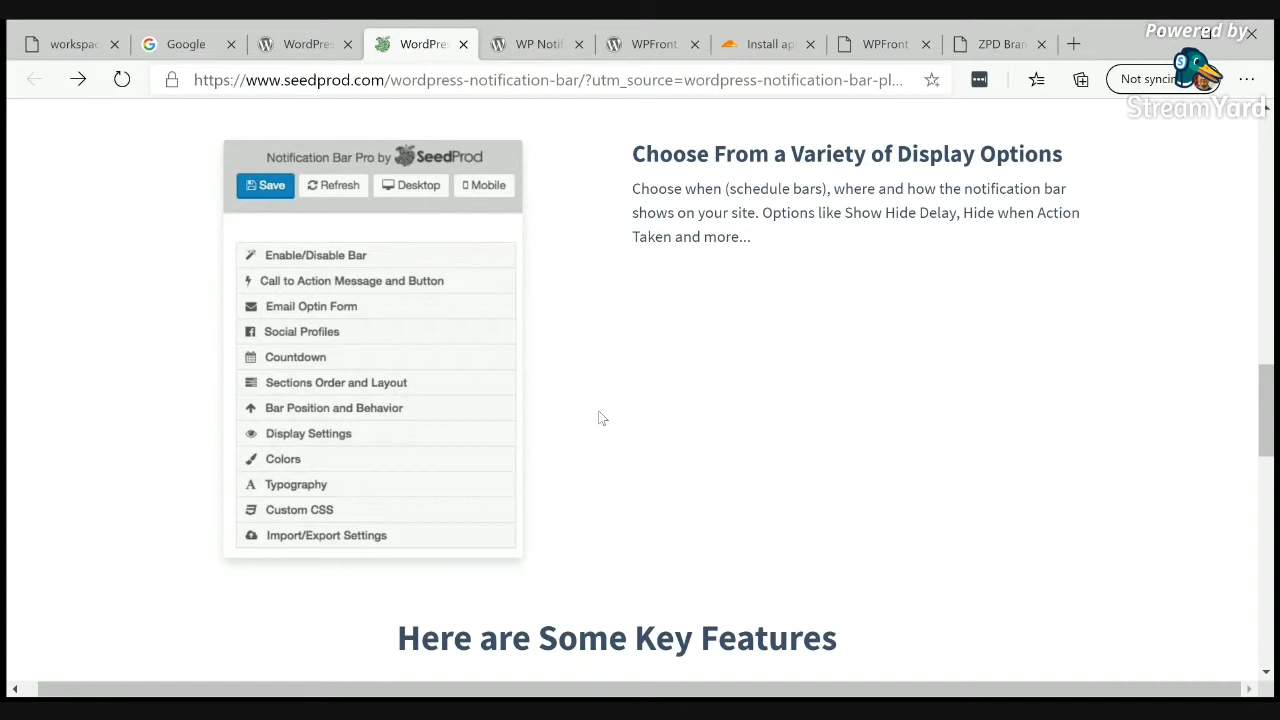 Powered by
StreamYard
workspac
Google
WordPres
WordPres
WP Notif
WPFront
Install ap
WPFront
ZPD Bran
https://www.seedprod.com/wordpress-notification-bar/?utm_source=wordpress-notification-bar-pl...
Not syncing
Notification Bar Pro by SeedProd
Save
Refresh
Desktop
Mobile
Enable/Disable Bar
Call to Action Message and Button
Email Optin Form
Social Profiles
Countdown
Sections Order and Layout
Bar Position and Behavior
Display Settings
Colors
Typography
Custom CSS
Import/Export Settings
Choose From a Variety of Display Options
Choose when (schedule bars), where and how the notification bar
shows on your site. Options like Show Hide Delay, Hide when Action
Taken and more...
Here are Some Key Features